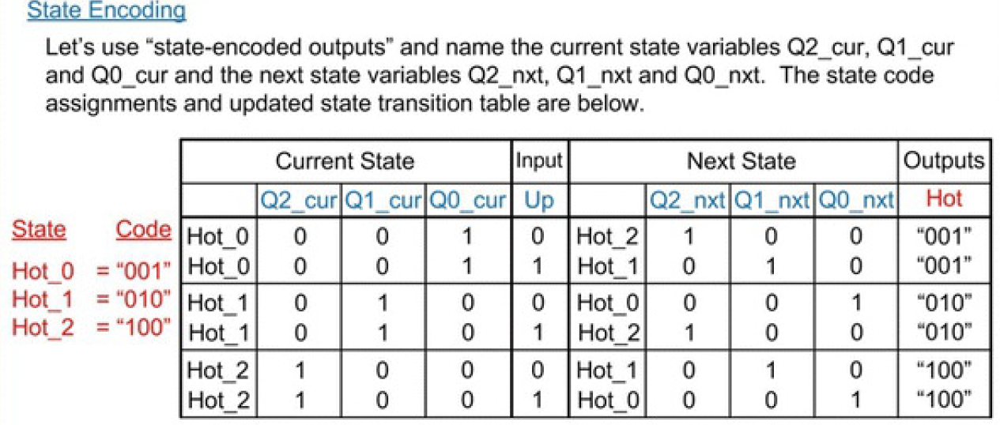 State Encoding
Let's use “state-encoded outputs” and name the current state variables Q2_cur, Q1_cur
and Q0_cur and the next state variables Q2_nxt, Q1_nxt and Q0_nxt. The state code
assignments and updated state transition table are below.
Current State Input Next State Outputs
Q2_cur Q1_cur Q0_cur Up Q2_nxt Q1_nxt Q0_nxt Hot
State Code
Hot_0 = “001”
Hot_1 = “010”
Hot_2 = “100”
Hot_0 0 0 1 0 Hot_2 1 0 0 “001”
Hot_0 0 0 1 1 Hot_1 0 1 0 “001”
Hot_1 0 1 0 0 Hot_0 0 0 1 “010”
Hot_1 0 1 0 1 Hot_2 1 0 0 “010”
Hot_2 1 0 0 0 Hot_1 0 1 0 “100”
Hot_2 1 0 0 1 Hot_0 0 0 1 “100”